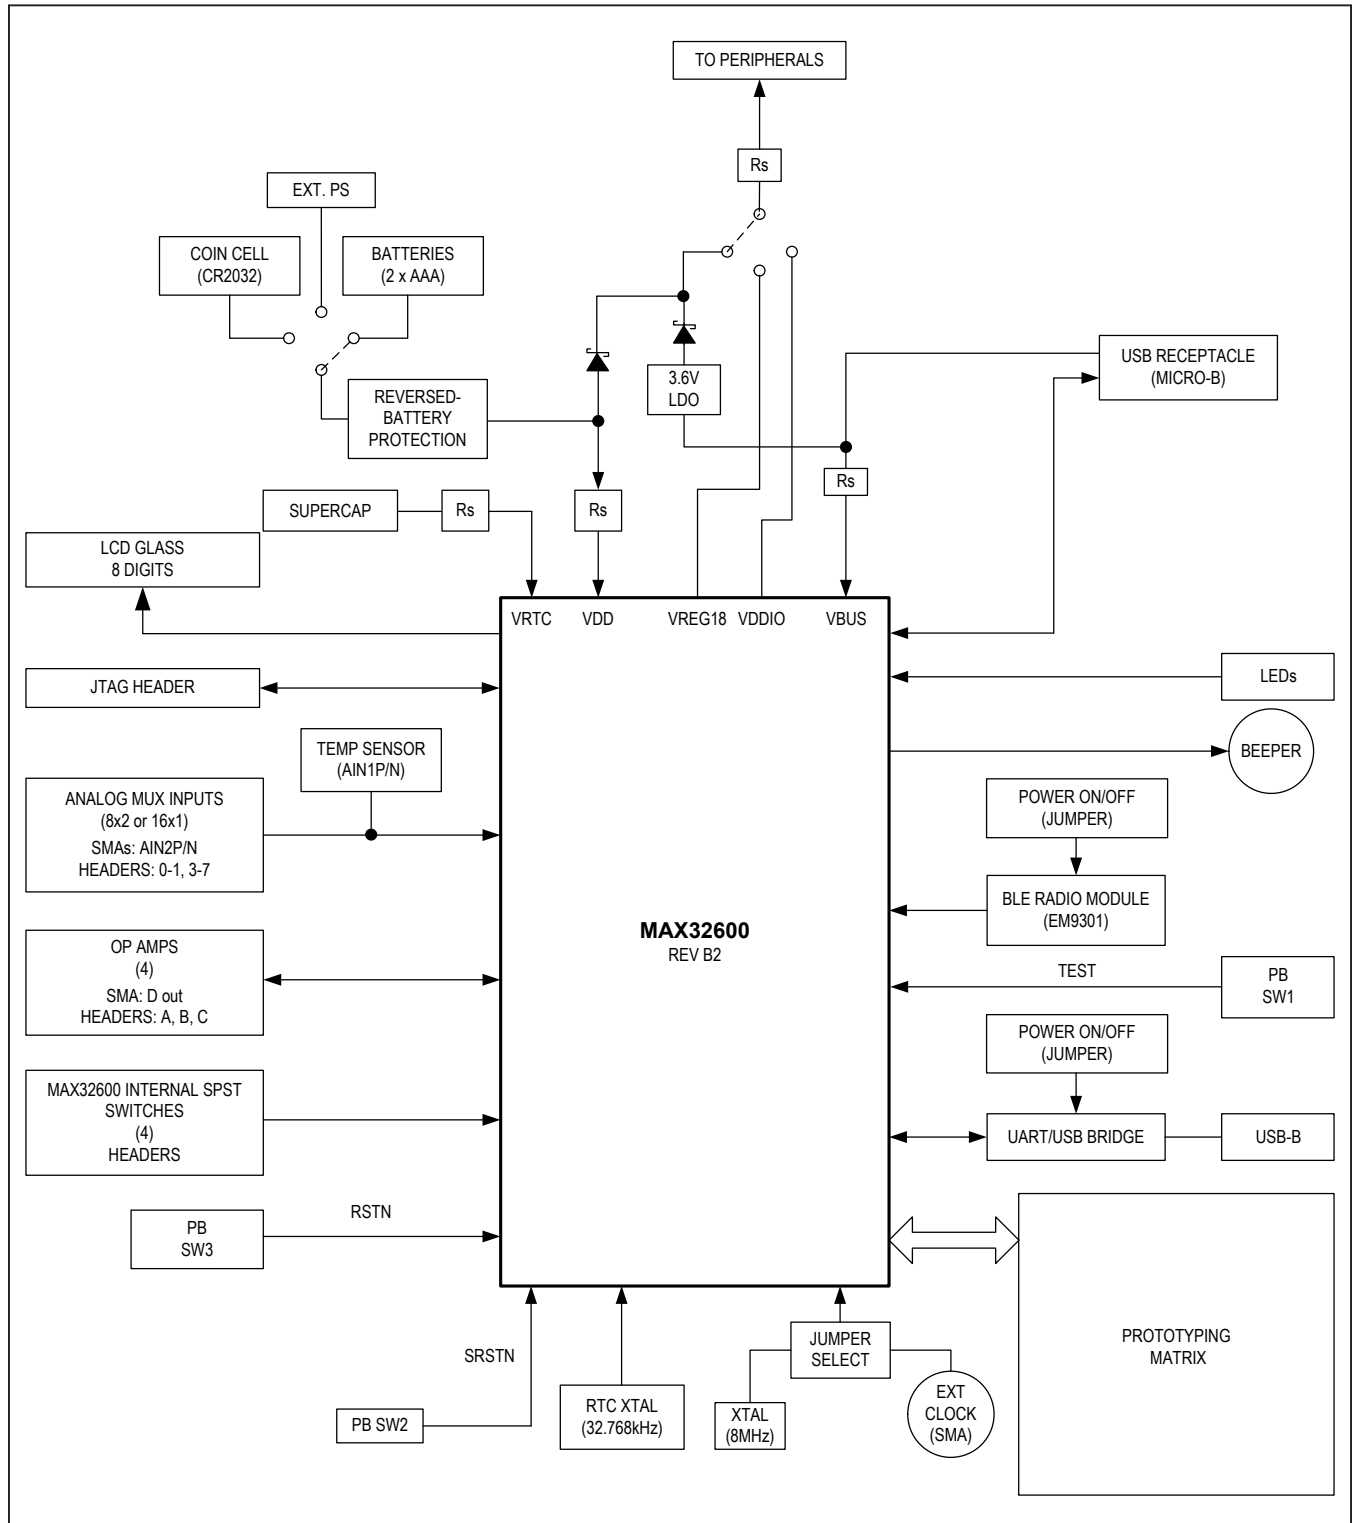 TO PERIPHERALS
Rs
EXT. PS
COIN CELL
(CR2032)
BATTERIES
(2 x AAA)
REVERSED-
BATTERY
PROTECTION
3.6V
LDO
USB RECEPTACLE
(MICRO-B)
SUPERCAP
Rs
Rs
Rs
LCD GLASS
8 DIGITS
VRTC
VDD
VREG18
VDDIO
VBUS
JTAG HEADER
LEDs
TEMP SENSOR
(AIN1P/N)
BEEPER
ANALOG MUX INPUTS
(8x2 or 16x1)
SMAs: AIN2P/N
HEADERS: 0-1, 3-7
POWER ON/OFF
(JUMPER)
BLE RADIO MODULE
(EM9301)
MAX32600
REV B2
OP AMPS
(4)
SMA: D out
HEADERS: A, B, C
TEST
PB
SW1
POWER ON/OFF
(JUMPER)
MAX32600 INTERNAL SPST
SWITCHES
(4)
HEADERS
UART/USB BRIDGE
USB-B
RSTN
PB
SW3
SRSTN
PB SW2
RTC XTAL
(32.768kHz)
JUMPER
SELECT
XTAL
(8MHz)
EXT
CLOCK
(SMA)
PROTOTYPING
MATRIX